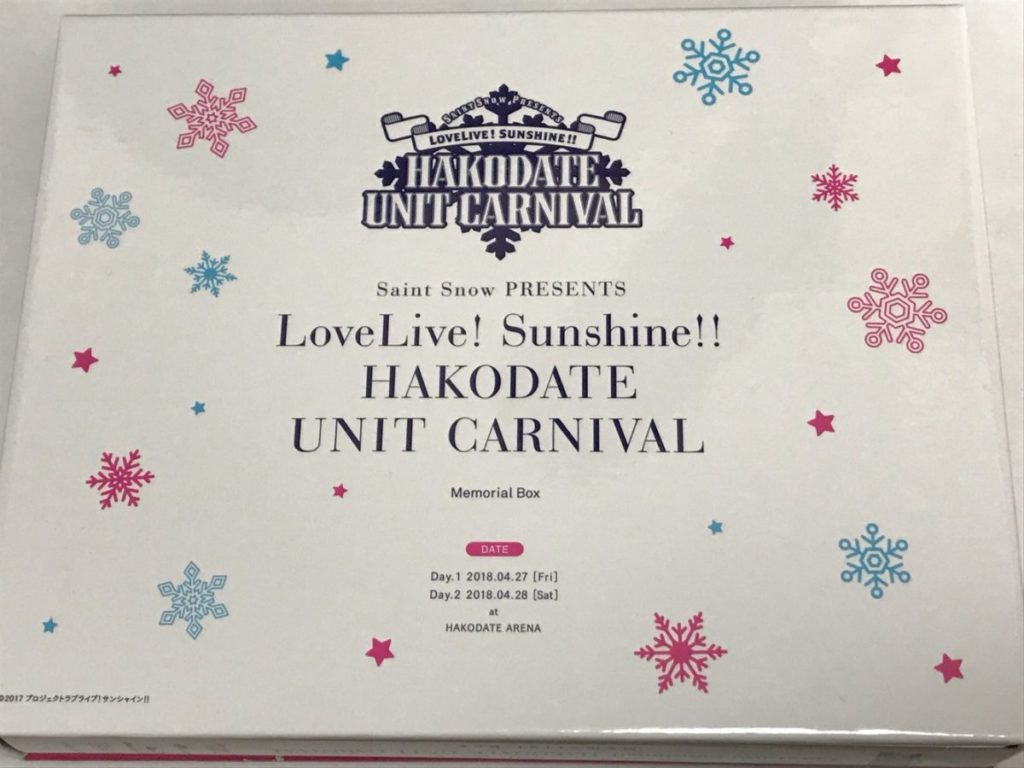 SAINT SNOW PRESENTS
LOVELIVE! SUNSHINE!!
HAKODATE
UNIT CARNIVAL
Saint Snow PRESENTS
LoveLive! Sunshine!!
HAKODATE
UNIT CARNIVAL
Memorial Box
DATE
Day.1 2018.04.27 [Fri]
Day.2 2018.04.28 [Sat]
at
HAKODATE ARENA
©2017 プロジェクトラブライブ!サンシャイン!!